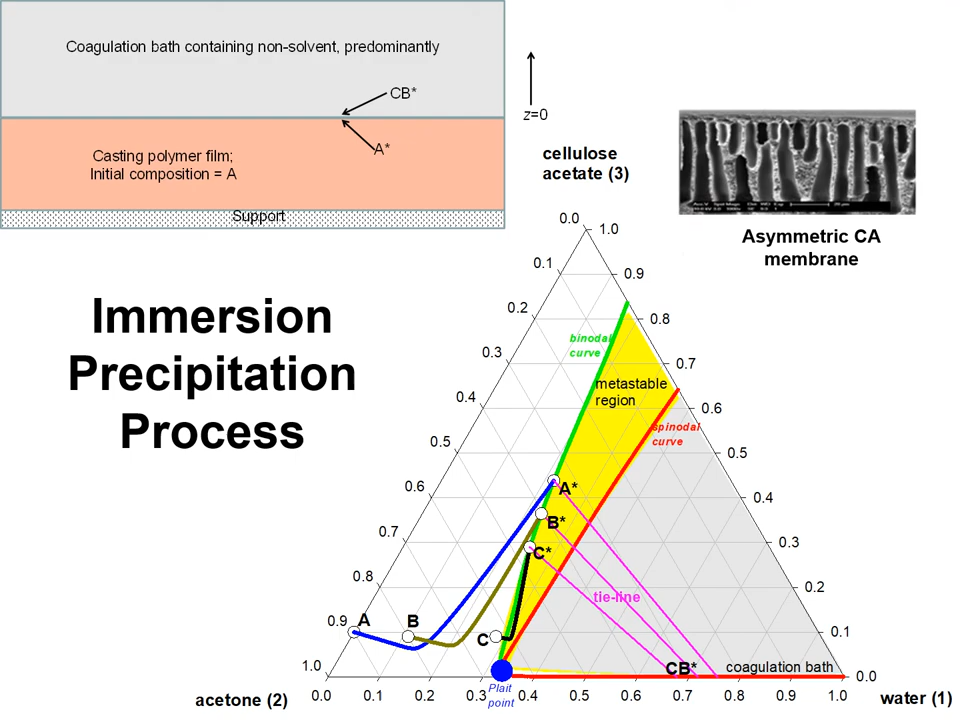 Coagulation bath containing non-solvent, predominantly
CB*
z=0
A*
Casting polymer film;
Initial composition = A
Support
cellulose
acetate (3)
Asymmetric CA
membrane
Immersion
Precipitation
Process
0.0
1.0
0.1
0.9
0.2
0.8
binodal
curve
0.3
0.7
metastable
region
0.4
0.6
spinodal
curve
0.5
0.5
0.6
0.4
A*
B*
0.7
0.3
C*
0.8
0.2
tie-line
0.9
A
B
C
0.1
1.0
CB*
coagulation bath
0.0
Plait
point
0.0
0.1
0.2
0.3
0.4
0.5
0.6
0.7
0.8
0.9
1.0
acetone (2)
water (1)